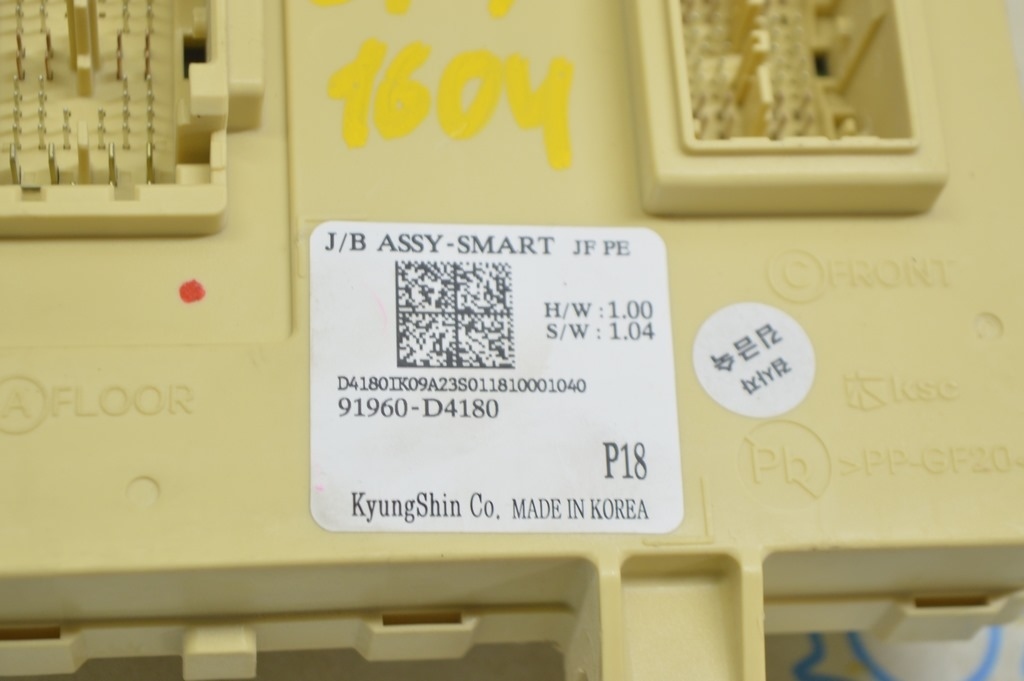 1604
J/B ASSY-SMART JF PE
H/W : 1.00
S/W : 1.04
D4180IK09A23S011810001040
91960-D4180
P18
KyungShin Co. MADE IN KOREA
C FRONT
A FLOOR
ksc
Pb >PP-GF20<